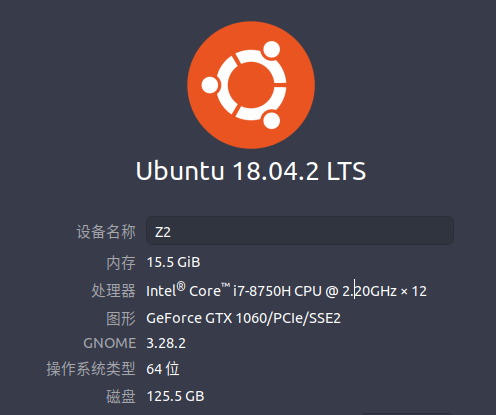 Ubuntu 18.04.2 LTS
设备名称 Z2
内存 15.5 GiB
处理器 Intel® Core™ i7-8750H CPU @ 2.20GHz × 12
图形 GeForce GTX 1060/PCIe/SSE2
GNOME 3.28.2
操作系统类型 64 位
磁盘 125.5 GB